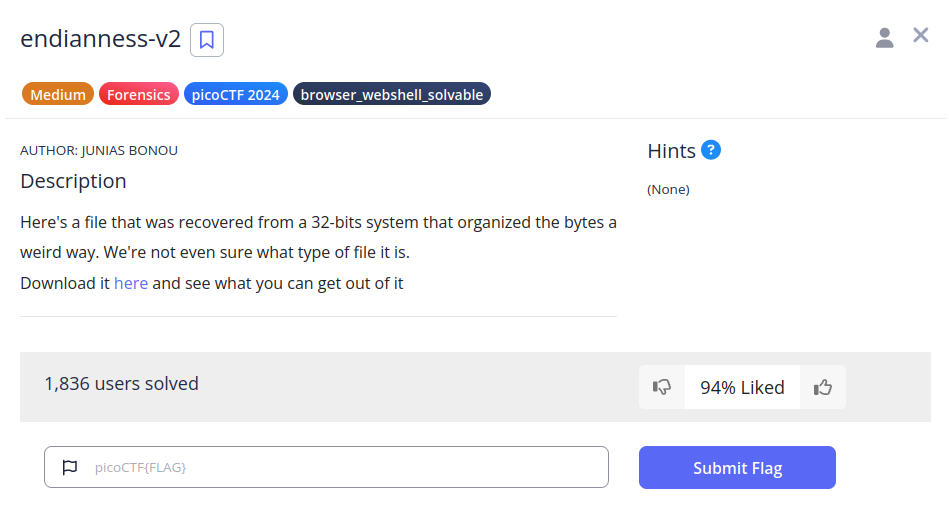 endianness-v2
Medium Forensics picoCTF 2024 browser_webshell_solvable
AUTHOR: JUNIAS BONOU
Description
Here's a file that was recovered from a 32-bits system that organized the bytes a
weird way. We're not even sure what type of file it is.
Download it here and see what you can get out of it
Hints ?
(None)
1,836 users solved
94% Liked
picoCTF{FLAG}
Submit Flag